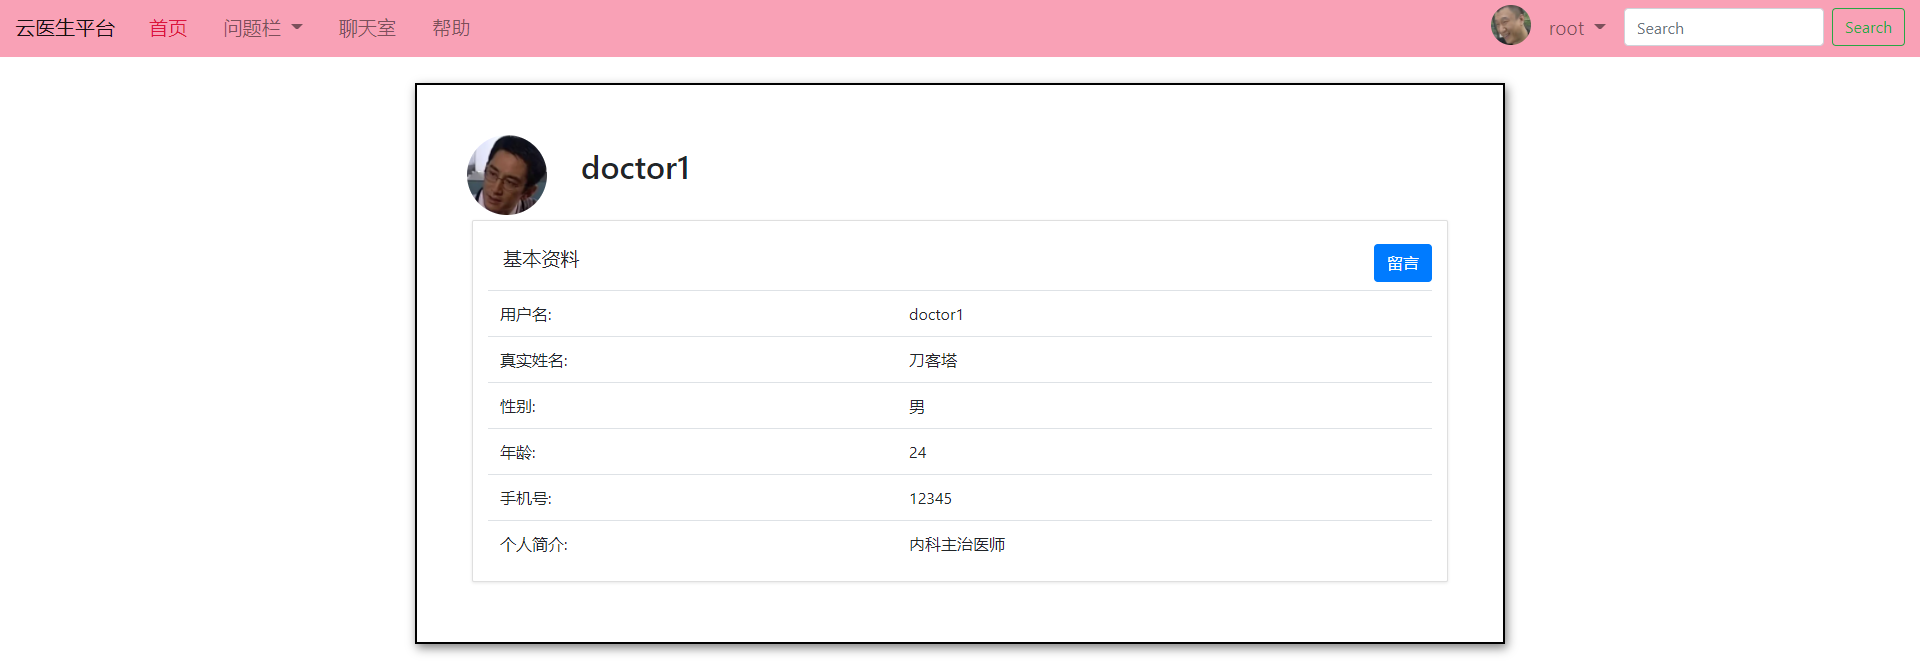 云医生平台 首页 问题栏 聊天室 帮助 root Search Search
doctor1
基本资料 留言
用户名: doctor1
真实姓名: 刀客塔
性别: 男
年龄: 24
手机号: 12345
个人简介: 内科主治医师